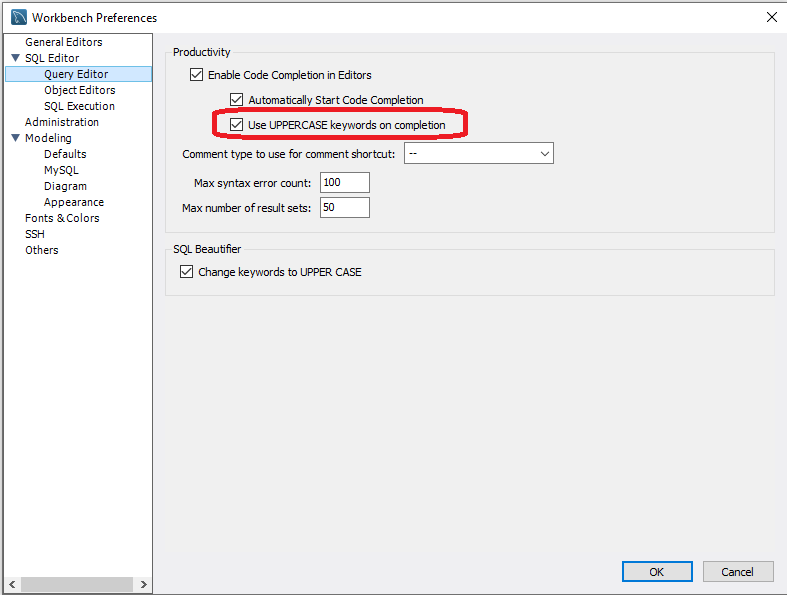 Workbench Preferences
General Editors
SQL Editor
Query Editor
Object Editors
SQL Execution
Administration
Modeling
Defaults
MySQL
Diagram
Appearance
Fonts & Colors
SSH
Others
Productivity
Enable Code Completion in Editors
Automatically Start Code Completion
Use UPPERCASE keywords on completion
Comment type to use for comment shortcut: --
Max syntax error count: 100
Max number of result sets: 50
SQL Beautifier
Change keywords to UPPER CASE
OK Cancel